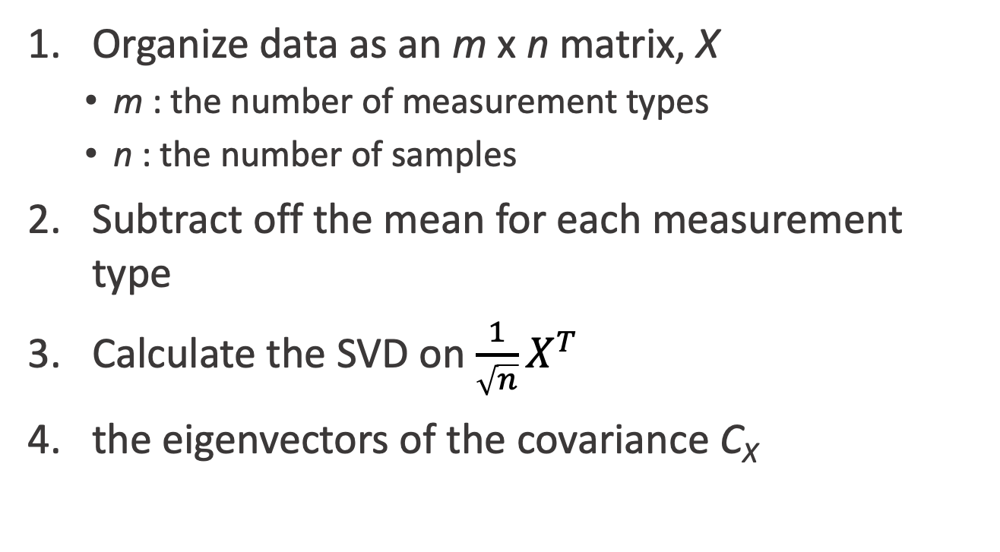 1. Organize data as an m x n matrix, X
• m : the number of measurement types
• n : the number of samples
2. Subtract off the mean for each measurement
type
3. Calculate the SVD on \frac{1}{\sqrt{n}} X^T
4. the eigenvectors of the covariance C_X